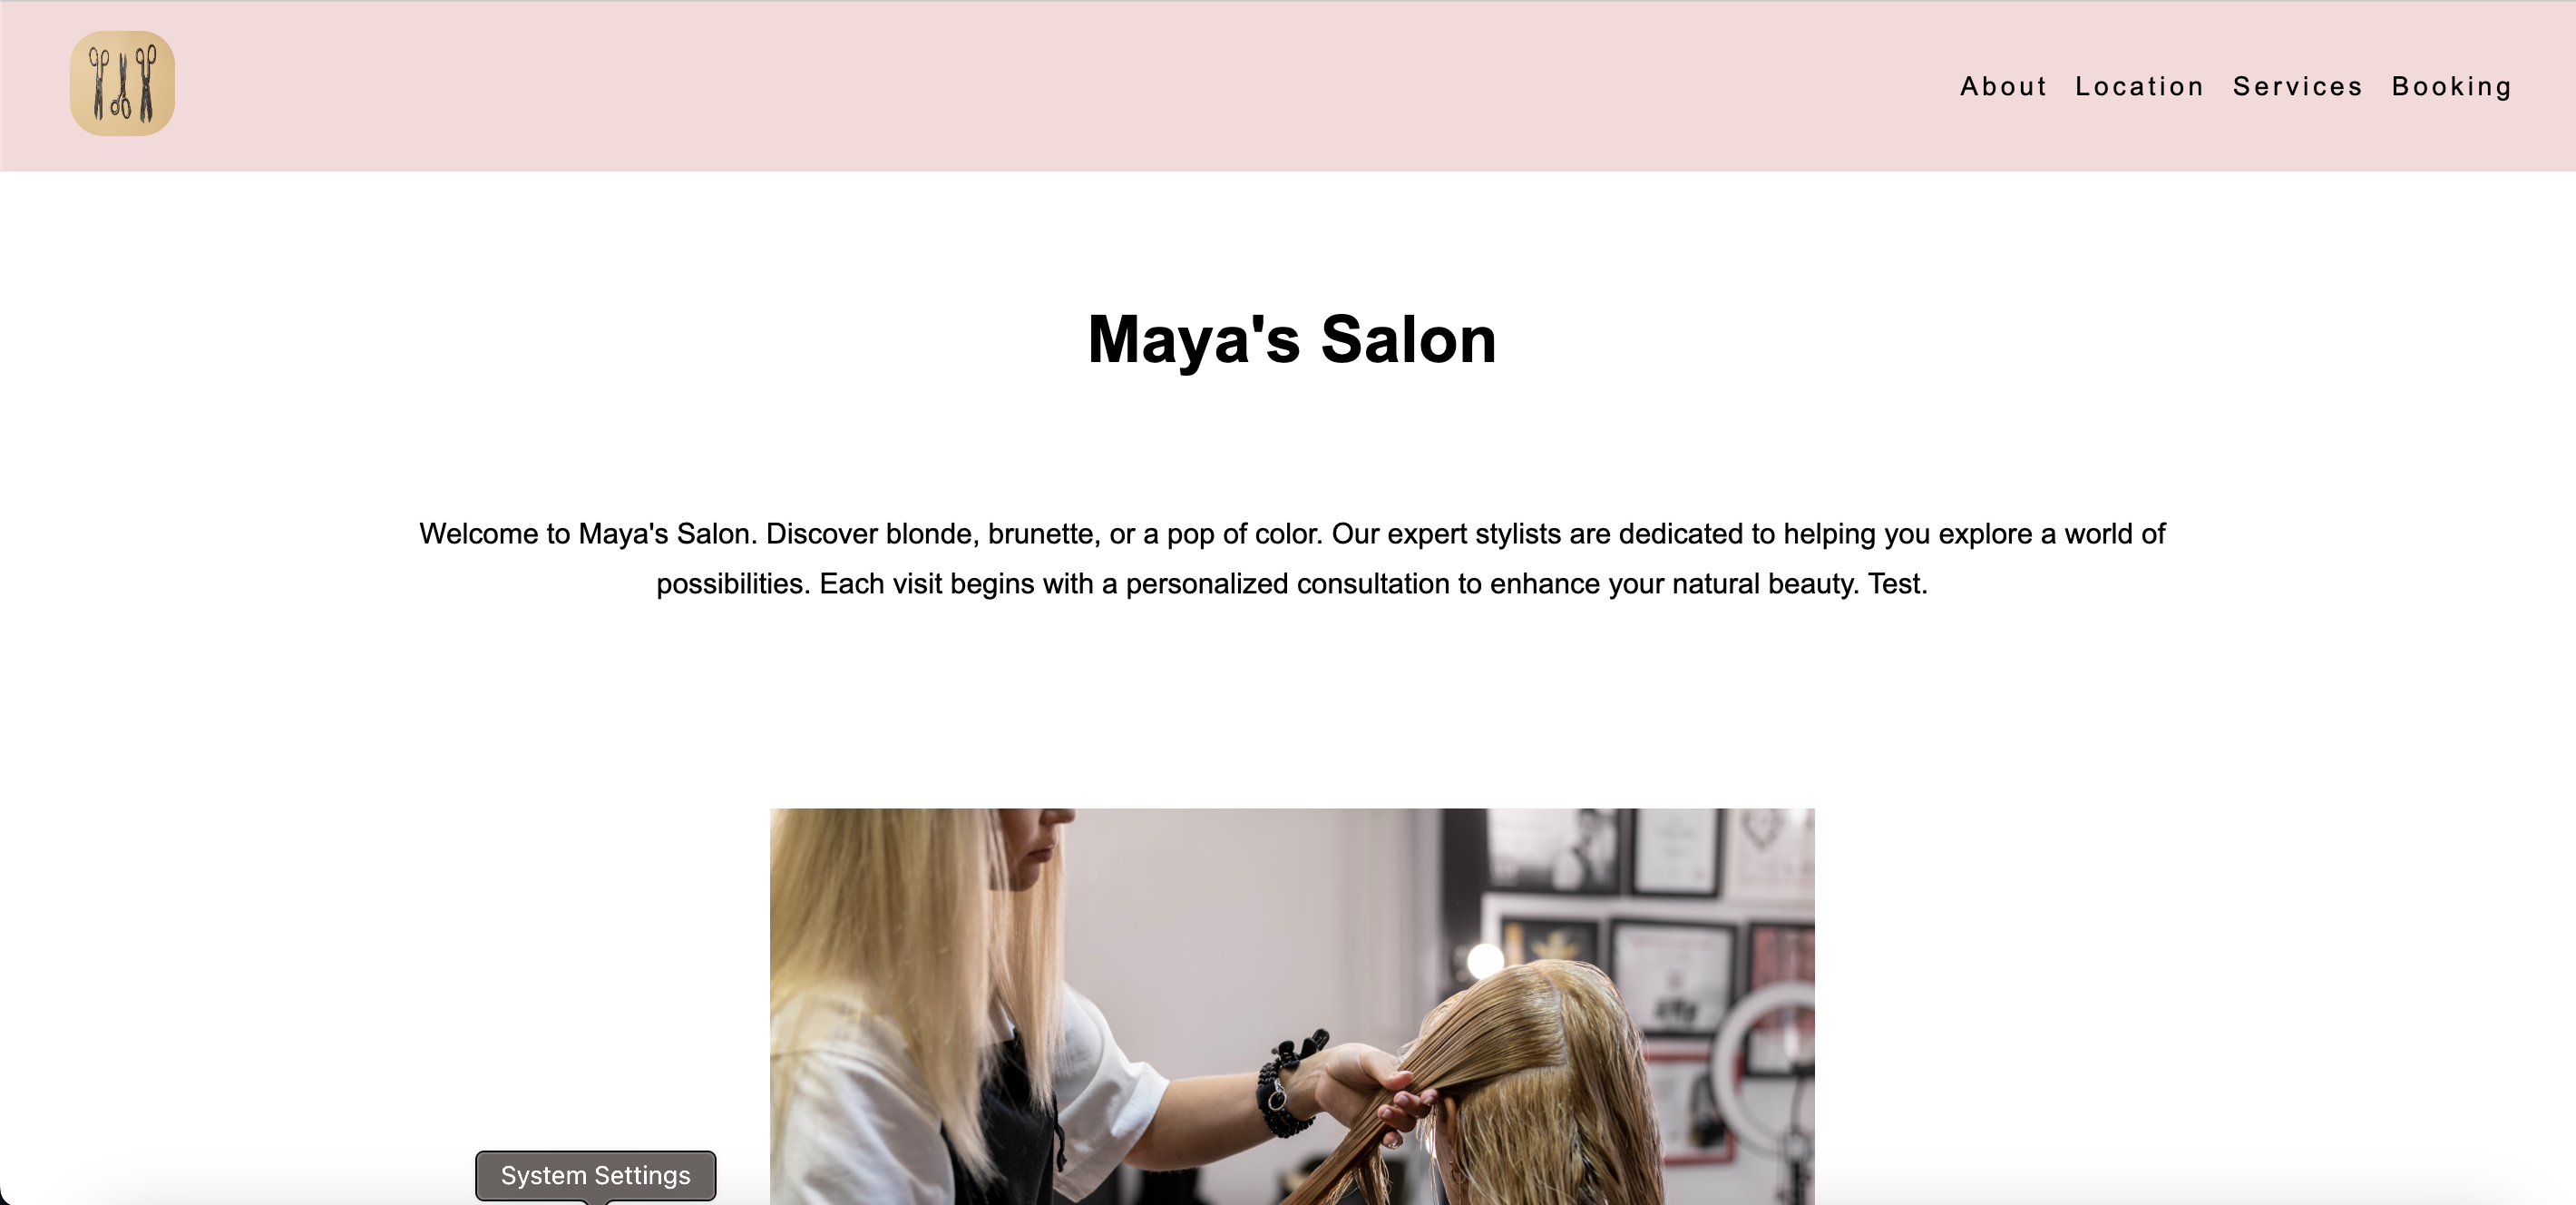 About Location Services Booking
Maya's Salon
Welcome to Maya's Salon. Discover blonde, brunette, or a pop of color. Our expert stylists are dedicated to helping you explore a world of
possibilities. Each visit begins with a personalized consultation to enhance your natural beauty. Test.
System Settings